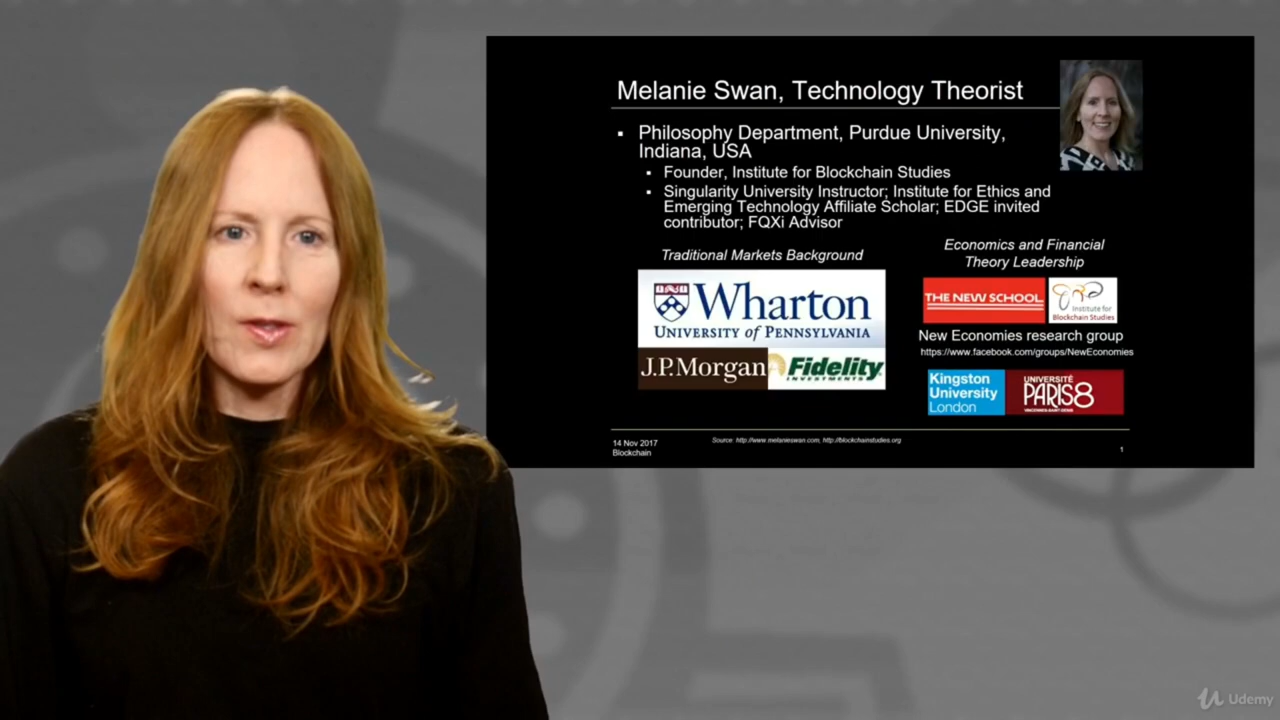 Melanie Swan, Technology Theorist
Philosophy Department, Purdue University,
Indiana, USA
Founder, Institute for Blockchain Studies
Singularity University Instructor; Institute for Ethics and
Emerging Technology Affiliate Scholar; EDGE invited
contributor; FQXi Advisor
Traditional Markets Background
Wharton
UNIVERSITY of PENNSYLVANIA
J.P.Morgan
Fidelity
INVESTMENTS
Economics and Financial
Theory Leadership
THE NEW SCHOOL
Institute for
Blockchain Studies
New Economies research group
https://www.facebook.com/groups/NewEconomies
Kingston
University
London
UNIVERSITÉ
PARIS8
VINCENNES-SAINT-DENIS
14 Nov 2017
Blockchain
Source: http://www.melanieswan.com, http://blockchainstudies.org
1
Udemy